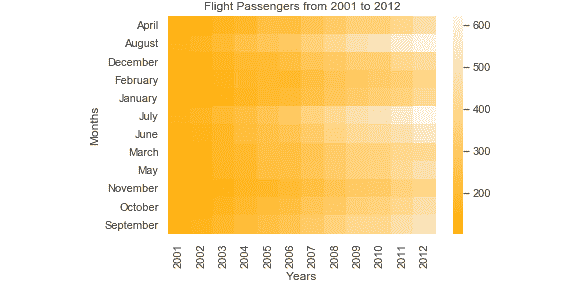 Flight Passengers from 2001 to 2012
April
August
December
February
January
July
June
March
May
November
October
September
Months
2001 2002 2003 2004 2005 2006 2007 2008 2009 2010 2011 2012
Years
600
500
400
300
200